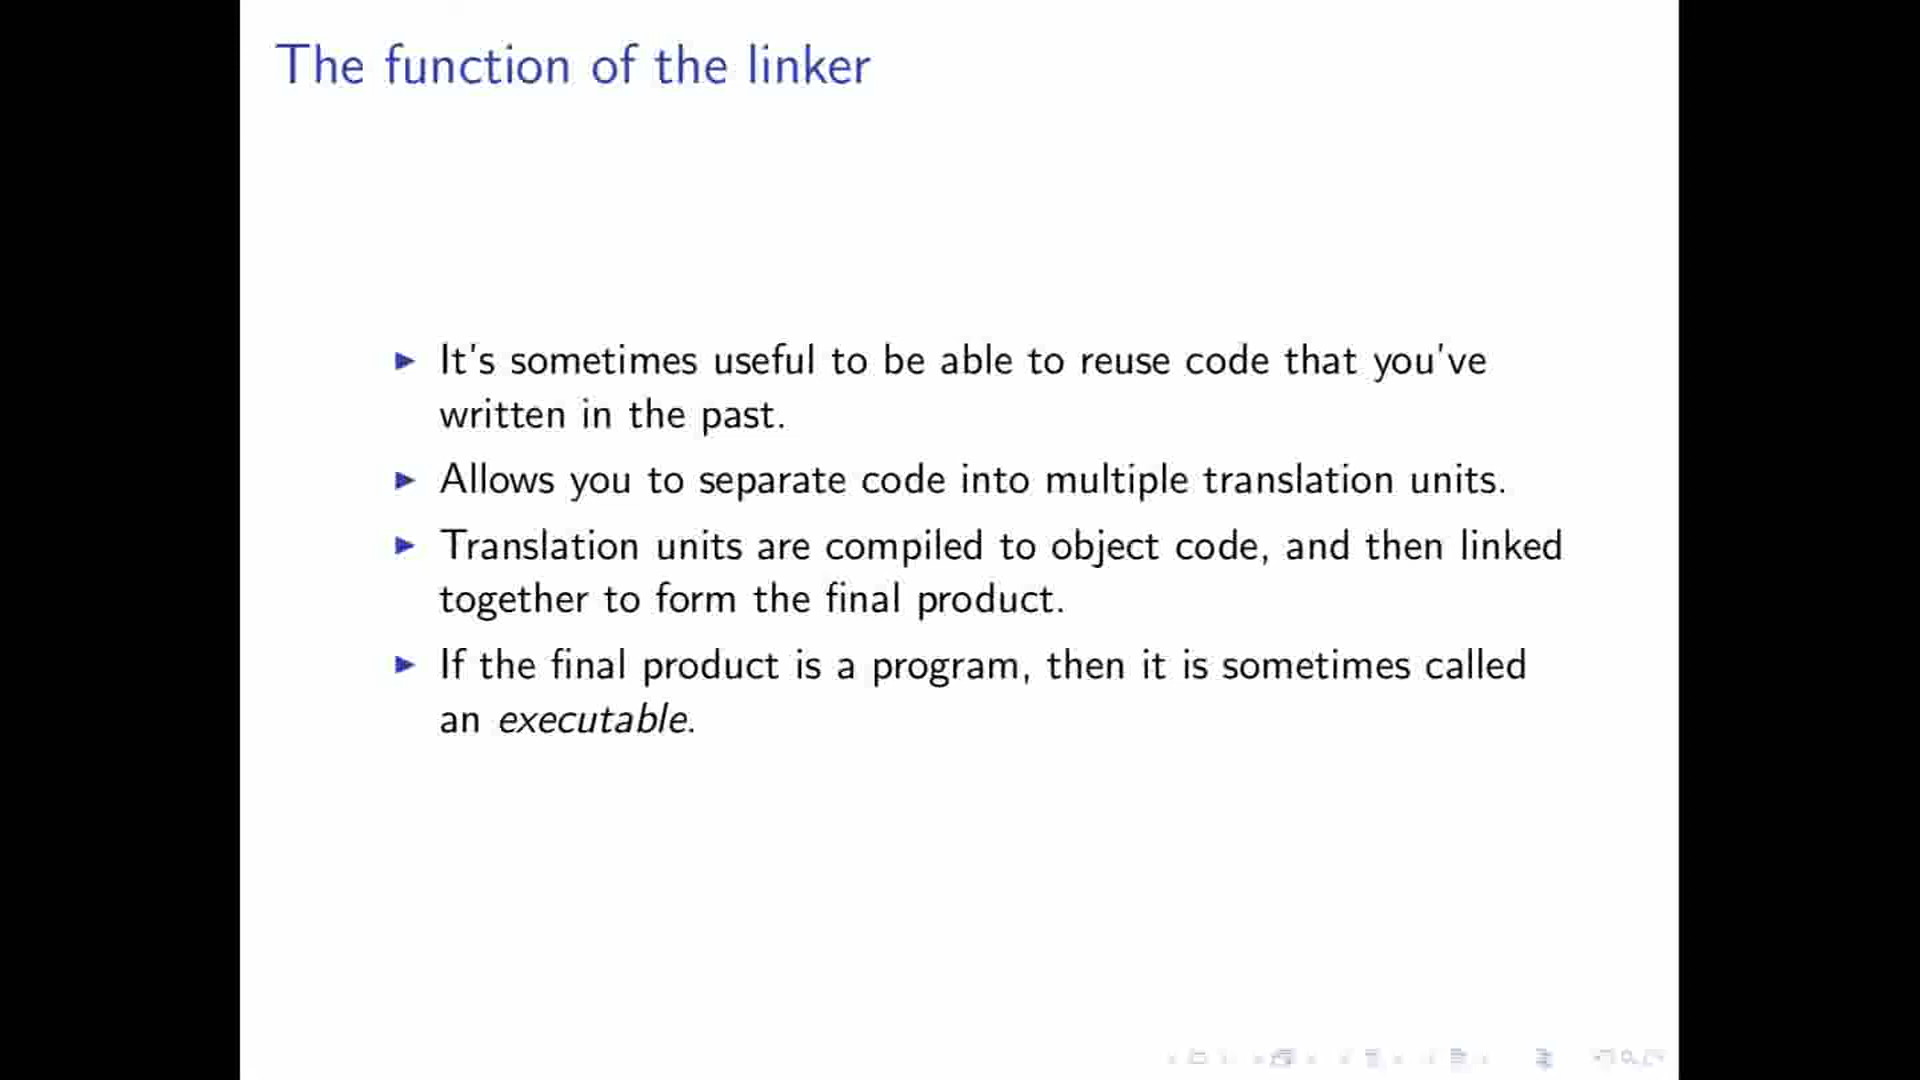 The function of the linker
It's sometimes useful to be able to reuse code that you've
written in the past.
Allows you to separate code into multiple translation units.
Translation units are compiled to object code, and then linked
together to form the final product.
If the final product is a program, then it is sometimes called
an executable.